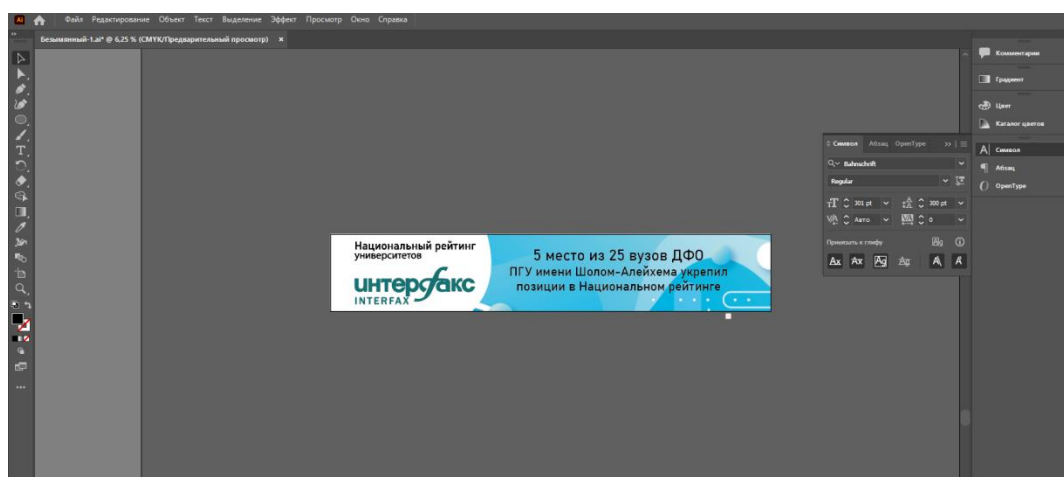 Ai
Файл Редактирование Объект Текст Выделение Эффект Просмотр Окно Справка
Безымянный-1.ai* @ 6,25 % (CMYK/Предварительный просмотр) ×
Комментарии
Градиент
Цвет
Каталог цветов
Символ
Абзац
OpenType
Символ Абзац OpenType
Bahnschrift
Regular
301 pt 300 pt
Авто 0
Привязать к глифу
Национальный рейтинг
университетов
интерфакс
INTERFAX
5 место из 25 вузов ДФО
ПГУ имени Шолом-Алейхема укрепил
позиции в Национальном рейтинге